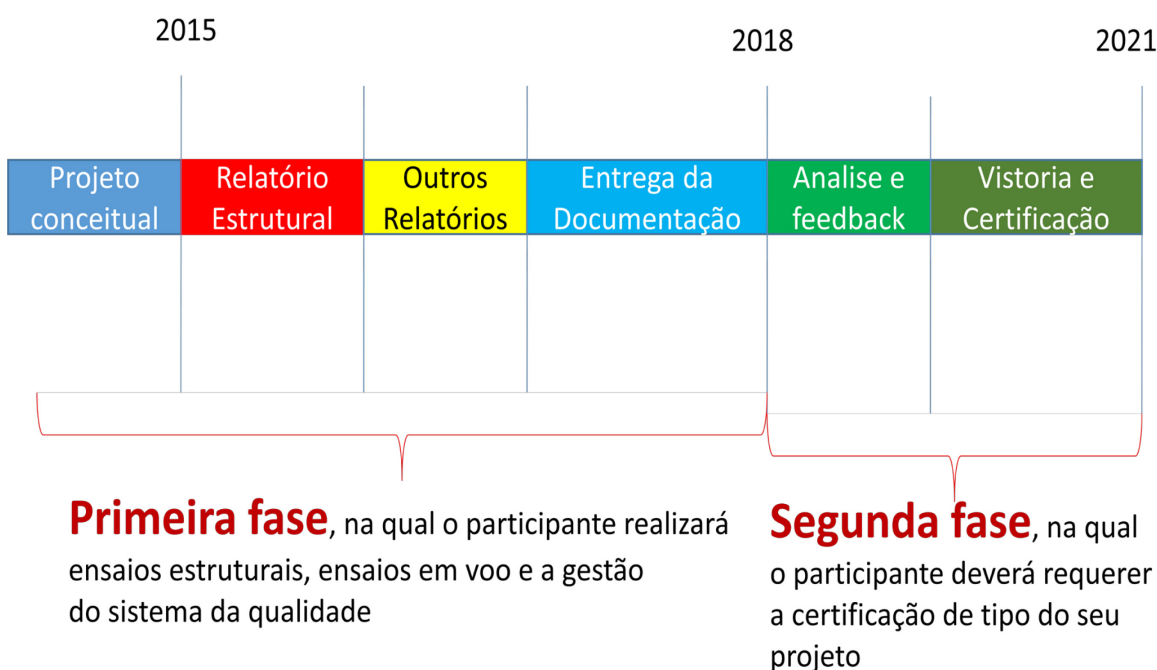 2015
2018
2021
Projeto
conceitual
Relatório
Estrutural
Outros
Relatórios
Entrega da
Documentação
Analise e
feedback
Vistoria e
Certificação
Primeira fase, na qual o participante realizará
ensaios estruturais, ensaios em voo e a gestão
do sistema da qualidade
Segunda fase, na qual
o participante deverá requerer
a certificação de tipo do seu
projeto